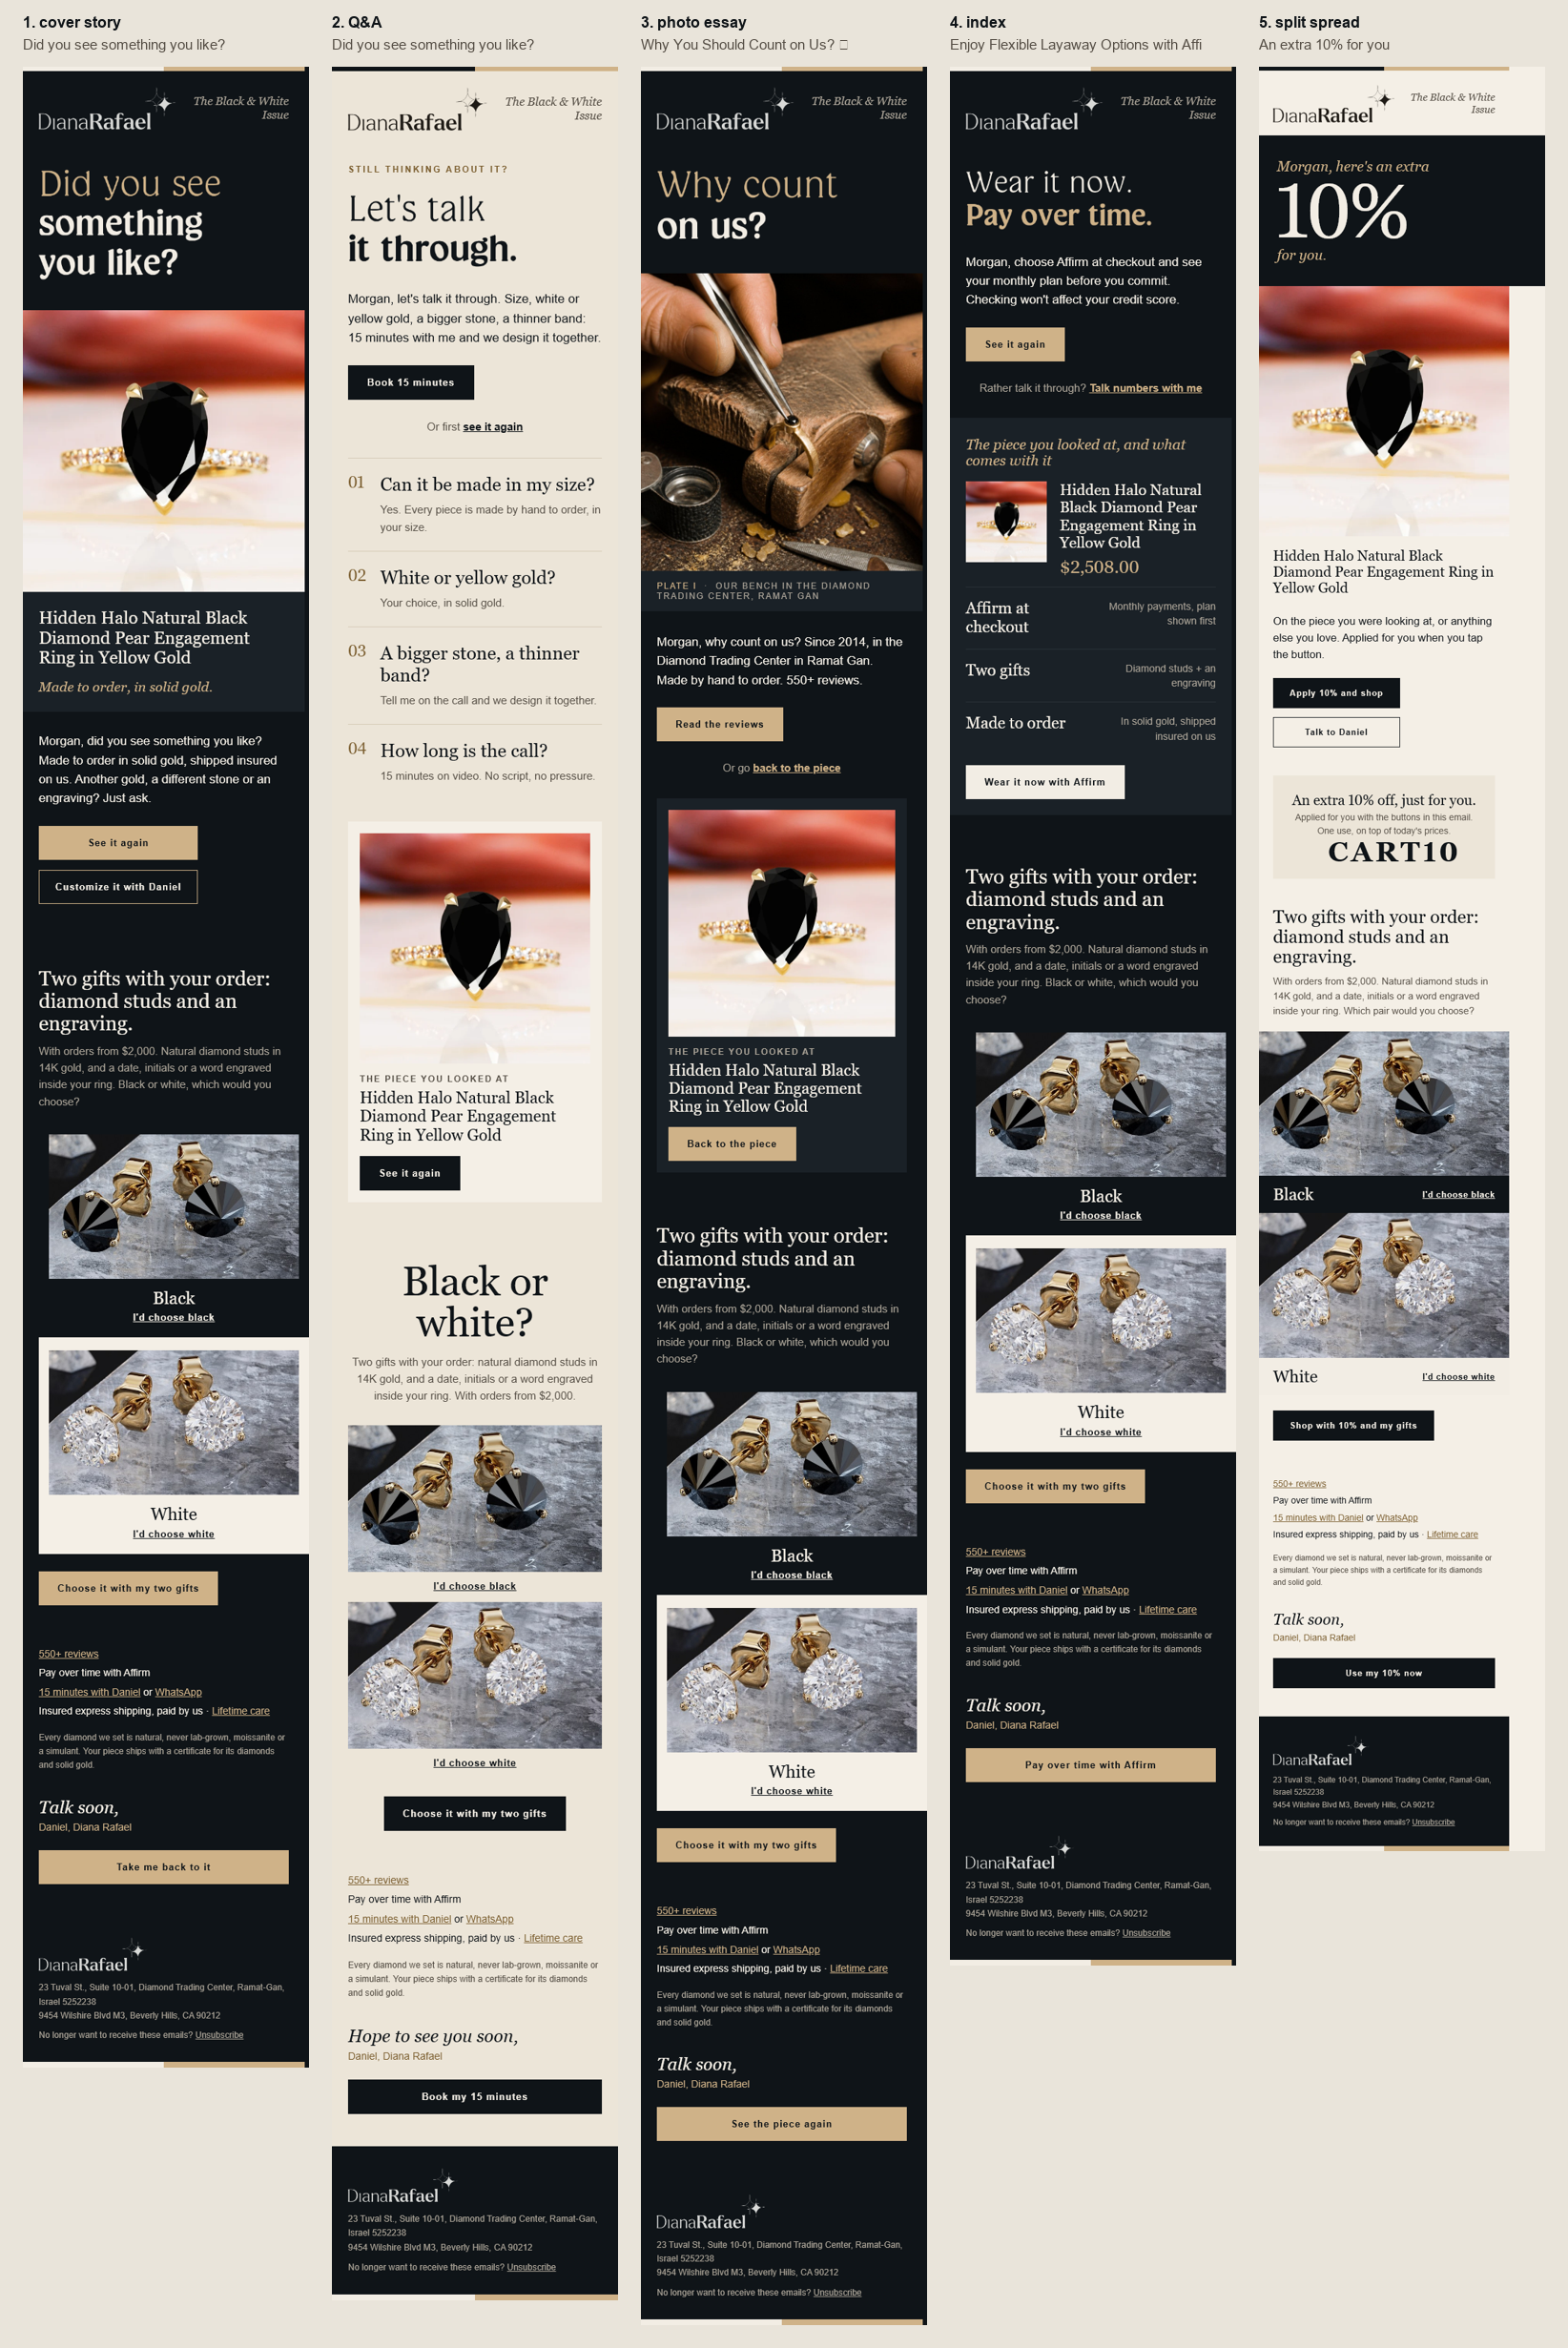 1. cover story
Did you see something you like?
DianaRafael
The Black & White
Issue
Did you see
something
you like?
Hidden Halo Natural Black
Diamond Pear Engagement
Ring in Yellow Gold
Made to order, in solid gold.
Morgan, did you see something you like?
Made to order in solid gold, shipped insured
on us. Another gold, a different stone or an
engraving? Just ask.
See it again
Customize it with Daniel
Two gifts with your order:
diamond studs and an
engraving.
With orders from $2,000. Natural diamond studs in
14K gold, and a date, initials or a word engraved
inside your ring. Black or white, which would you
choose?
Black
I'd choose black
White
I'd choose white
Choose it with my two gifts
550+ reviews
Pay over time with Affirm
15 minutes with Daniel or WhatsApp
Insured express shipping, paid by us · Lifetime care
Every diamond we set is natural, never lab-grown, moissanite or
a simulant. Your piece ships with a certificate for its diamonds
and solid gold.
Talk soon,
Daniel, Diana Rafael
Take me back to it
DianaRafael
23 Tuval St., Suite 10-01, Diamond Trading Center, Ramat-Gan,
Israel 5252238
9454 Wilshire Blvd M3, Beverly Hills, CA 90212
No longer want to receive these emails? Unsubscribe
2. Q&A
Did you see something you like?
DianaRafael
The Black & White
Issue
STILL THINKING ABOUT IT?
Let's talk
it through.
Morgan, let's talk it through. Size, white or
yellow gold, a bigger stone, a thinner band:
15 minutes with me and we design it together.
Book 15 minutes
Or first see it again
01 Can it be made in my size?
Yes. Every piece is made by hand to order, in
your size.
02 White or yellow gold?
Your choice, in solid gold.
03 A bigger stone, a thinner
band?
Tell me on the call and we design it together.
04 How long is the call?
15 minutes on video. No script, no pressure.
THE PIECE YOU LOOKED AT
Hidden Halo Natural Black
Diamond Pear Engagement
Ring in Yellow Gold
See it again
Black or
white?
Two gifts with your order: natural diamond studs in
14K gold, and a date, initials or a word engraved
inside your ring. With orders from $2,000.
I'd choose black
I'd choose white
Choose it with my two gifts
550+ reviews
Pay over time with Affirm
15 minutes with Daniel or WhatsApp
Insured express shipping, paid by us · Lifetime care
Every diamond we set is natural, never lab-grown, moissanite or
a simulant. Your piece ships with a certificate for its diamonds
and solid gold.
Hope to see you soon,
Daniel, Diana Rafael
Book my 15 minutes
DianaRafael
23 Tuval St., Suite 10-01, Diamond Trading Center, Ramat-Gan,
Israel 5252238
9454 Wilshire Blvd M3, Beverly Hills, CA 90212
No longer want to receive these emails? Unsubscribe
3. photo essay
Why You Should Count on Us?
DianaRafael
The Black & White
Issue
Why count
on us?
PLATE I · OUR BENCH IN THE DIAMOND
TRADING CENTER, RAMAT GAN
Morgan, why count on us? Since 2014, in the
Diamond Trading Center in Ramat Gan.
Made by hand to order. 550+ reviews.
Read the reviews
Or go back to the piece
THE PIECE YOU LOOKED AT
Hidden Halo Natural Black
Diamond Pear Engagement
Ring in Yellow Gold
Back to the piece
Two gifts with your order:
diamond studs and an
engraving.
With orders from $2,000. Natural diamond studs in
14K gold, and a date, initials or a word engraved
inside your ring. Black or white, which would you
choose?
Black
I'd choose black
White
I'd choose white
Choose it with my two gifts
550+ reviews
Pay over time with Affirm
15 minutes with Daniel or WhatsApp
Insured express shipping, paid by us · Lifetime care
Every diamond we set is natural, never lab-grown, moissanite or
a simulant. Your piece ships with a certificate for its diamonds
and solid gold.
Talk soon,
Daniel, Diana Rafael
See the piece again
DianaRafael
23 Tuval St., Suite 10-01, Diamond Trading Center, Ramat-Gan,
Israel 5252238
9454 Wilshire Blvd M3, Beverly Hills, CA 90212
No longer want to receive these emails? Unsubscribe
4. index
Enjoy Flexible Layaway Options with Affi
DianaRafael
The Black & White
Issue
Wear it now.
Pay over time.
Morgan, choose Affirm at checkout and see
your monthly plan before you commit.
Checking won't affect your credit score.
See it again
Rather talk it through? Talk numbers with me
The piece you looked at, and what
comes with it
Hidden Halo Natural
Black Diamond Pear
Engagement Ring in
Yellow Gold
$2,508.00
Affirm at
checkout
Monthly payments, plan
shown first
Two gifts
Diamond studs + an
engraving
Made to order
In solid gold, shipped
insured on us
Wear it now with Affirm
Two gifts with your order:
diamond studs and an
engraving.
With orders from $2,000. Natural diamond studs in
14K gold, and a date, initials or a word engraved
inside your ring. Black or white, which would you
choose?
Black
I'd choose black
White
I'd choose white
Choose it with my two gifts
550+ reviews
Pay over time with Affirm
15 minutes with Daniel or WhatsApp
Insured express shipping, paid by us · Lifetime care
Every diamond we set is natural, never lab-grown, moissanite or
a simulant. Your piece ships with a certificate for its diamonds
and solid gold.
Talk soon,
Daniel, Diana Rafael
Pay over time with Affirm
DianaRafael
23 Tuval St., Suite 10-01, Diamond Trading Center, Ramat-Gan,
Israel 5252238
9454 Wilshire Blvd M3, Beverly Hills, CA 90212
No longer want to receive these emails? Unsubscribe
5. split spread
An extra 10% for you
DianaRafael
The Black & White
Issue
Morgan, here's an extra
10%
for you.
Hidden Halo Natural Black
Diamond Pear Engagement Ring in
Yellow Gold
On the piece you were looking at, or anything
else you love. Applied for you when you tap
the button.
Apply 10% and shop
Talk to Daniel
An extra 10% off, just for you.
Applied for you with the buttons in this email.
One use, on top of today's prices.
CART10
Two gifts with your order:
diamond studs and an
engraving.
With orders from $2,000. Natural diamond studs in
14K gold, and a date, initials or a word engraved
inside your ring. Which pair would you choose?
Black
I'd choose black
White
I'd choose white
Shop with 10% and my gifts
550+ reviews
Pay over time with Affirm
15 minutes with Daniel or WhatsApp
Insured express shipping, paid by us · Lifetime care
Every diamond we set is natural, never lab-grown, moissanite or
a simulant. Your piece ships with a certificate for its diamonds
and solid gold.
Talk soon,
Daniel, Diana Rafael
Use my 10% now
DianaRafael
23 Tuval St., Suite 10-01, Diamond Trading Center, Ramat-Gan,
Israel 5252238
9454 Wilshire Blvd M3, Beverly Hills, CA 90212
No longer want to receive these emails? Unsubscribe